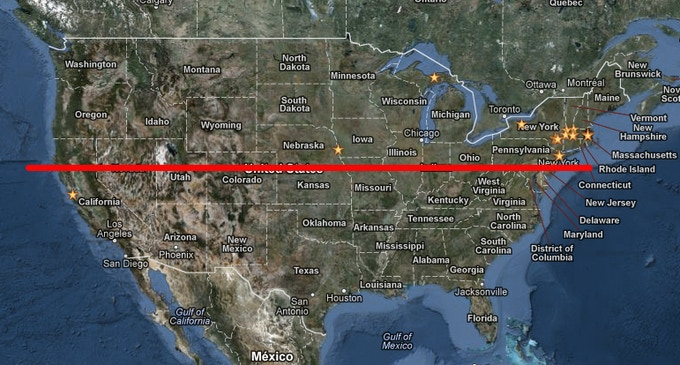 Calgary
Ontario
Quebec
Washington
Montana
North
Dakota
Minnesota
Ottawa
Montréal
New
Brunswick
Maine
Oregon
Idaho
Wyoming
South
Dakota
Wisconsin
Michigan
Toronto
New York
Vermont
New
Hampshire
Nebraska
Iowa
Chicago
Illinois
Ohio
Pennsylvania
New York
Massachusetts
Rhode Island
United States
Utah
Colorado
Kansas
Missouri
West
Virginia
Kentucky
Virginia
Connecticut
New Jersey
California
Los
Angeles
Arizona
Phoenix
New
Mexico
Oklahoma
Arkansas
Tennessee
North
Carolina
Delaware
Maryland
San Diego
Mississippi
Alabama
South
Carolina
Georgia
District of
Columbia
Texas
Louisiana
Jacksonville
San
Antonio
Houston
Florida
Gulf of
California
Gulf of
Mexico
México